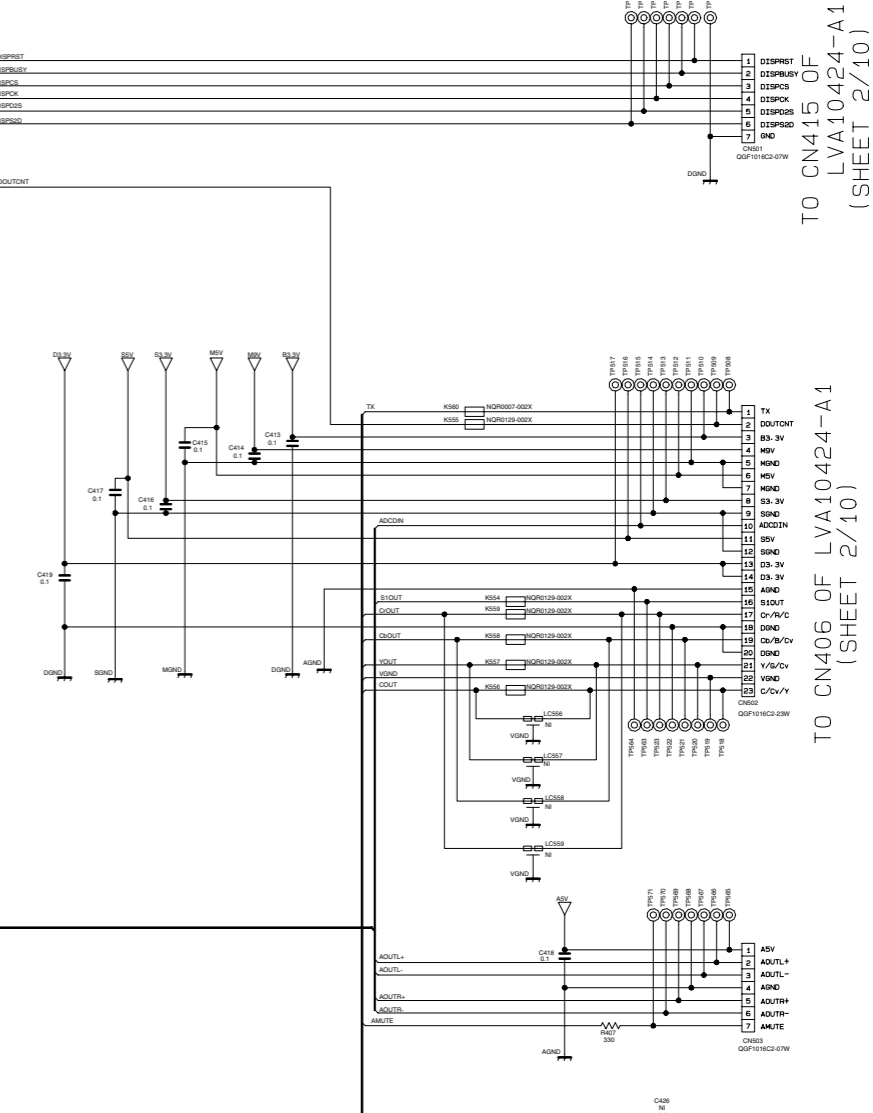 TP TP TP TP TP TP TP
DISPRST
DISPBUSY
DISPCS
DISPCK
DISPD2S
DISPS2D
1 DISPRST
2 DISPBUSY
3 DISPCS
4 DISPCK
5 DISPD2S
6 DISPS2D
7 GND
CN501
QGF1016C2-07W
DGND
TO CN415 OF
LVA10424-A1
(SHEET 2/10)
DOUTCNT
D3.3V
S5V
S3.3V
M5V
M9V
B3.3V
TP517
TP516
TP515
TP514
TP513
TP512
TP511
TP510
TP509
TP508
TX
K560 NQR0007-002X
K555 NQR0129-002X
C415
0.1
C414
0.1
C413
0.1
C417
0.1
C416
0.1
C419
0.1
ADCDIN
1 TX
2 DOUTCNT
3 B3.3V
4 M9V
5 MGND
6 M5V
7 MGND
8 S3.3V
9 SGND
10 ADCDIN
11 S5V
12 SGND
13 D3.3V
14 D3.3V
15 AGND
16 S1OUT
17 Cr/R/C
18 DGND
19 Cb/B/Cv
20 DGND
21 Y/G/Cv
22 VGND
23 C/Cv/Y
CN502
QGF1016C2-23W
TO CN406 OF LVA10424-A1
(SHEET 2/10)
S1OUT K554 NQR0129-002X
CrOUT K559 NQR0129-002X
CbOUT K558 NQR0129-002X
YOUT K557 NQR0129-002X
VGND
COUT K556 NQR0129-002X
DGND
SGND
MGND
DGND
AGND
LC556
NI
VGND
LC557
NI
VGND
LC558
NI
VGND
LC559
NI
VGND
TP564
TP563
TP523
TP522
TP521
TP520
TP519
TP518
A5V
TP571
TP570
TP569
TP568
TP567
TP566
TP565
C418
0.1
AOUTL+
AOUTL-
AOUTR+
AOUTR-
AMUTE
R407
330
AGND
1 A5V
2 AOUTL+
3 AOUTL-
4 AGND
5 AOUTR+
6 AOUTR-
7 AMUTE
CN503
QGF1016C2-07W
C426
NI